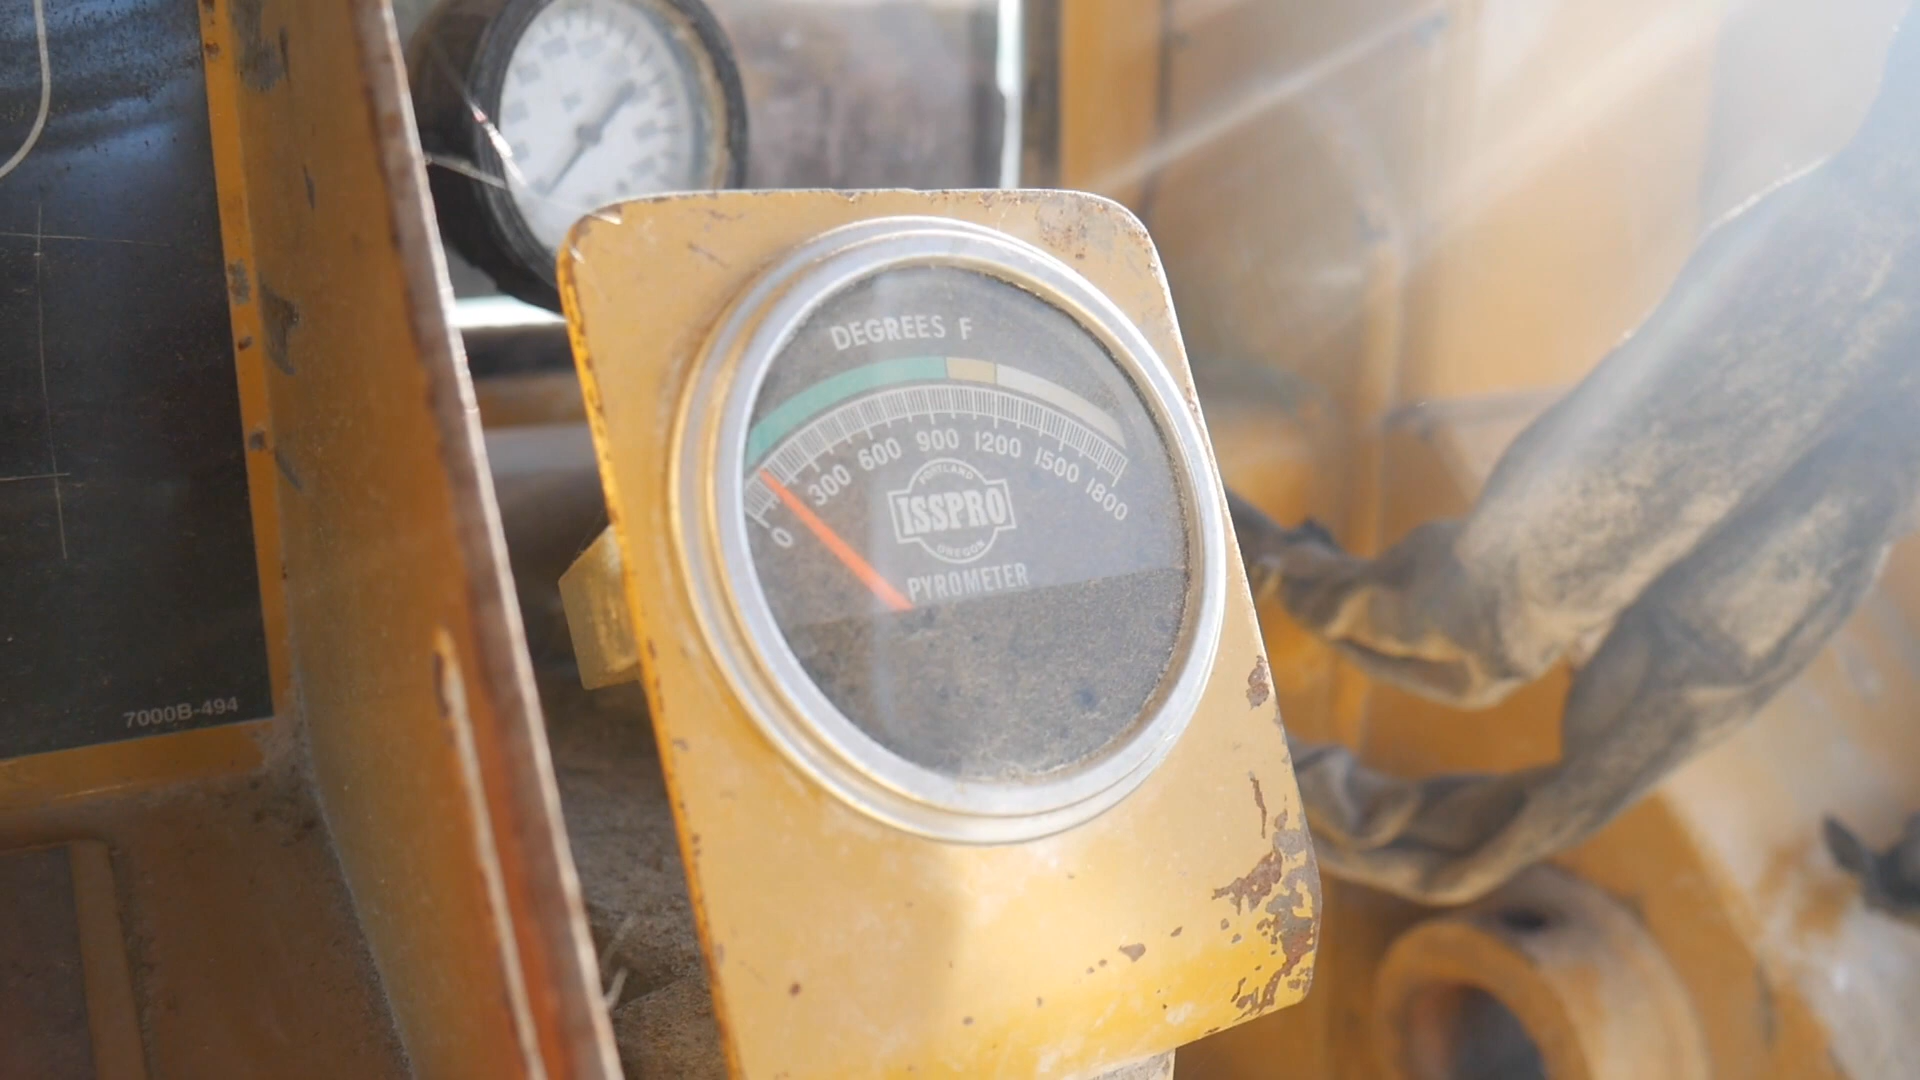 DEGREES F
0 300 600 900 1200 1500 1800
PORTLAND
ISSPRO
OREGON
PYROMETER
7000B-494